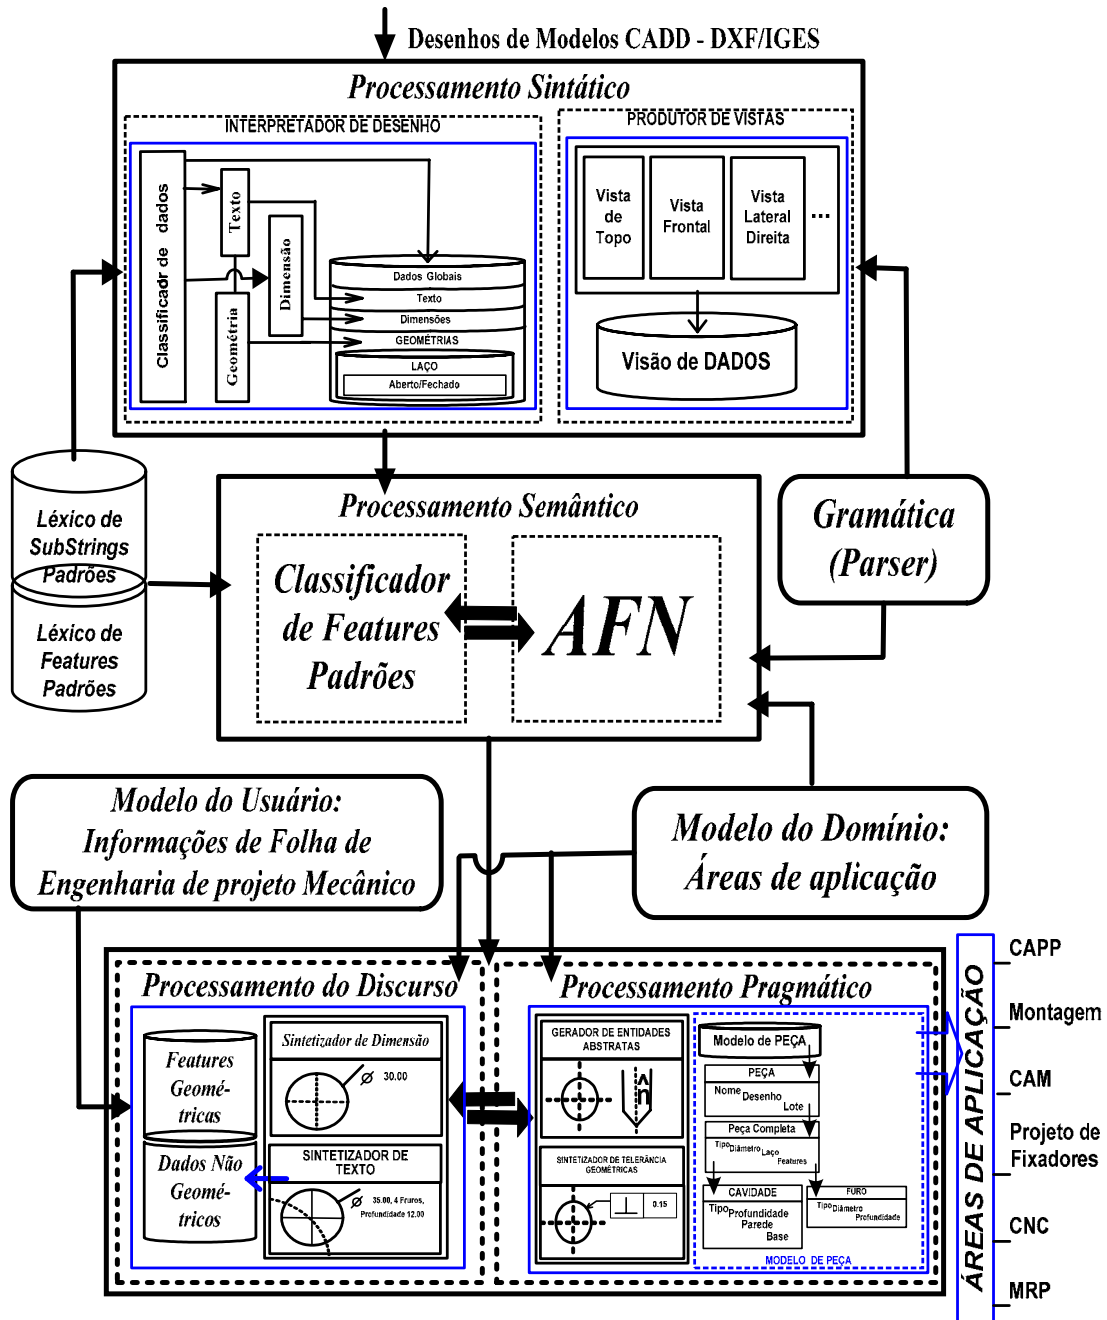 Desenhos de Modelos CADD - DXF/IGES
Processamento Sintático
INTERPRETADOR DE DESENHO
Classificador de dados
Texto
Geométria
Dimensão
Dados Globais
Texto
Dimensões
GEOMÉTRIAS
LAÇO
Aberto/Fechado
PRODUTOR DE VISTAS
Vista
de
Topo
Vista
Frontal
Vista
Lateral
Direita
...
Visão de DADOS
Léxico de
SubStrings
Padrões
Léxico de
Features
Padrões
Processamento Semântico
Classificador
de Features
Padrões
AFN
Gramática
(Parser)
Modelo do Usuário:
Informações de Folha de
Engenharia de projeto Mecânico
Modelo do Domínio:
Áreas de aplicação
Processamento do Discurso
Features
Geomé-
tricas
Dados Não
Geomé-
tricos
Sintetizador de Dimensão
Ø 30.00
SINTETIZADOR DE
TEXTO
Ø 35.00, 4 Fruros,
Profundidade 12.00
Processamento Pragmático
GERADOR DE ENTIDADES
ABSTRATAS
n̂
SINTETIZADOR DE TELERÂNCIA
GEOMÉTRICAS
⊥ 0.15
Modelo de PEÇA
PEÇA
Nome Desenho Lote
Peça Completa
Tipo Diâmetro Laço Features
CAVIDADE
Tipo Profundidade
Parede
Base
FURO
Tipo Diâmetro Profundidade
MODELO DE PEÇA
ÁREAS DE APLICAÇÃO
CAPP
Montagem
CAM
Projeto de
Fixadores
CNC
MRP